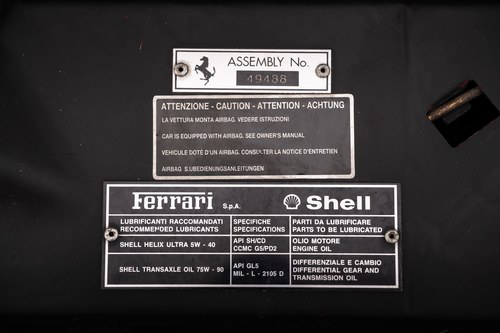 ASSEMBLY No.
49488
ATTENZIONE - CAUTION - ATTENTION - ACHTUNG
LA VETTURA MONTA AIRBAG. VEDERE ISTRUZIONI
CAR IS EQUIPPED WITH AIRBAG. SEE OWNER'S MANUAL
VEHICULE DOTÉ D'UN AIRBAG. CONSULTER LA NOTICE D'ENTRETIEN
AIRBAG S.UBEDIENUNGSANLEITUNGEN
Ferrari S.p.A. Shell
LUBRIFICANTI RACCOMANDATI SPECIFICHE PARTI DA LUBRIFICARE
RECOMMENDED LUBRICANTS SPECIFICATIONS PARTS TO BE LUBRICATED
SHELL HELIX ULTRA 5W - 40 API SH/CD OLIO MOTORE
CCMC G5/PD2 ENGINE OIL
SHELL TRANSAXLE OIL 75W - 90 API GL5 DIFFERENZIALE E CAMBIO
MIL - L - 2105 D DIFFERENTIAL GEAR AND
TRANSMISSION OIL